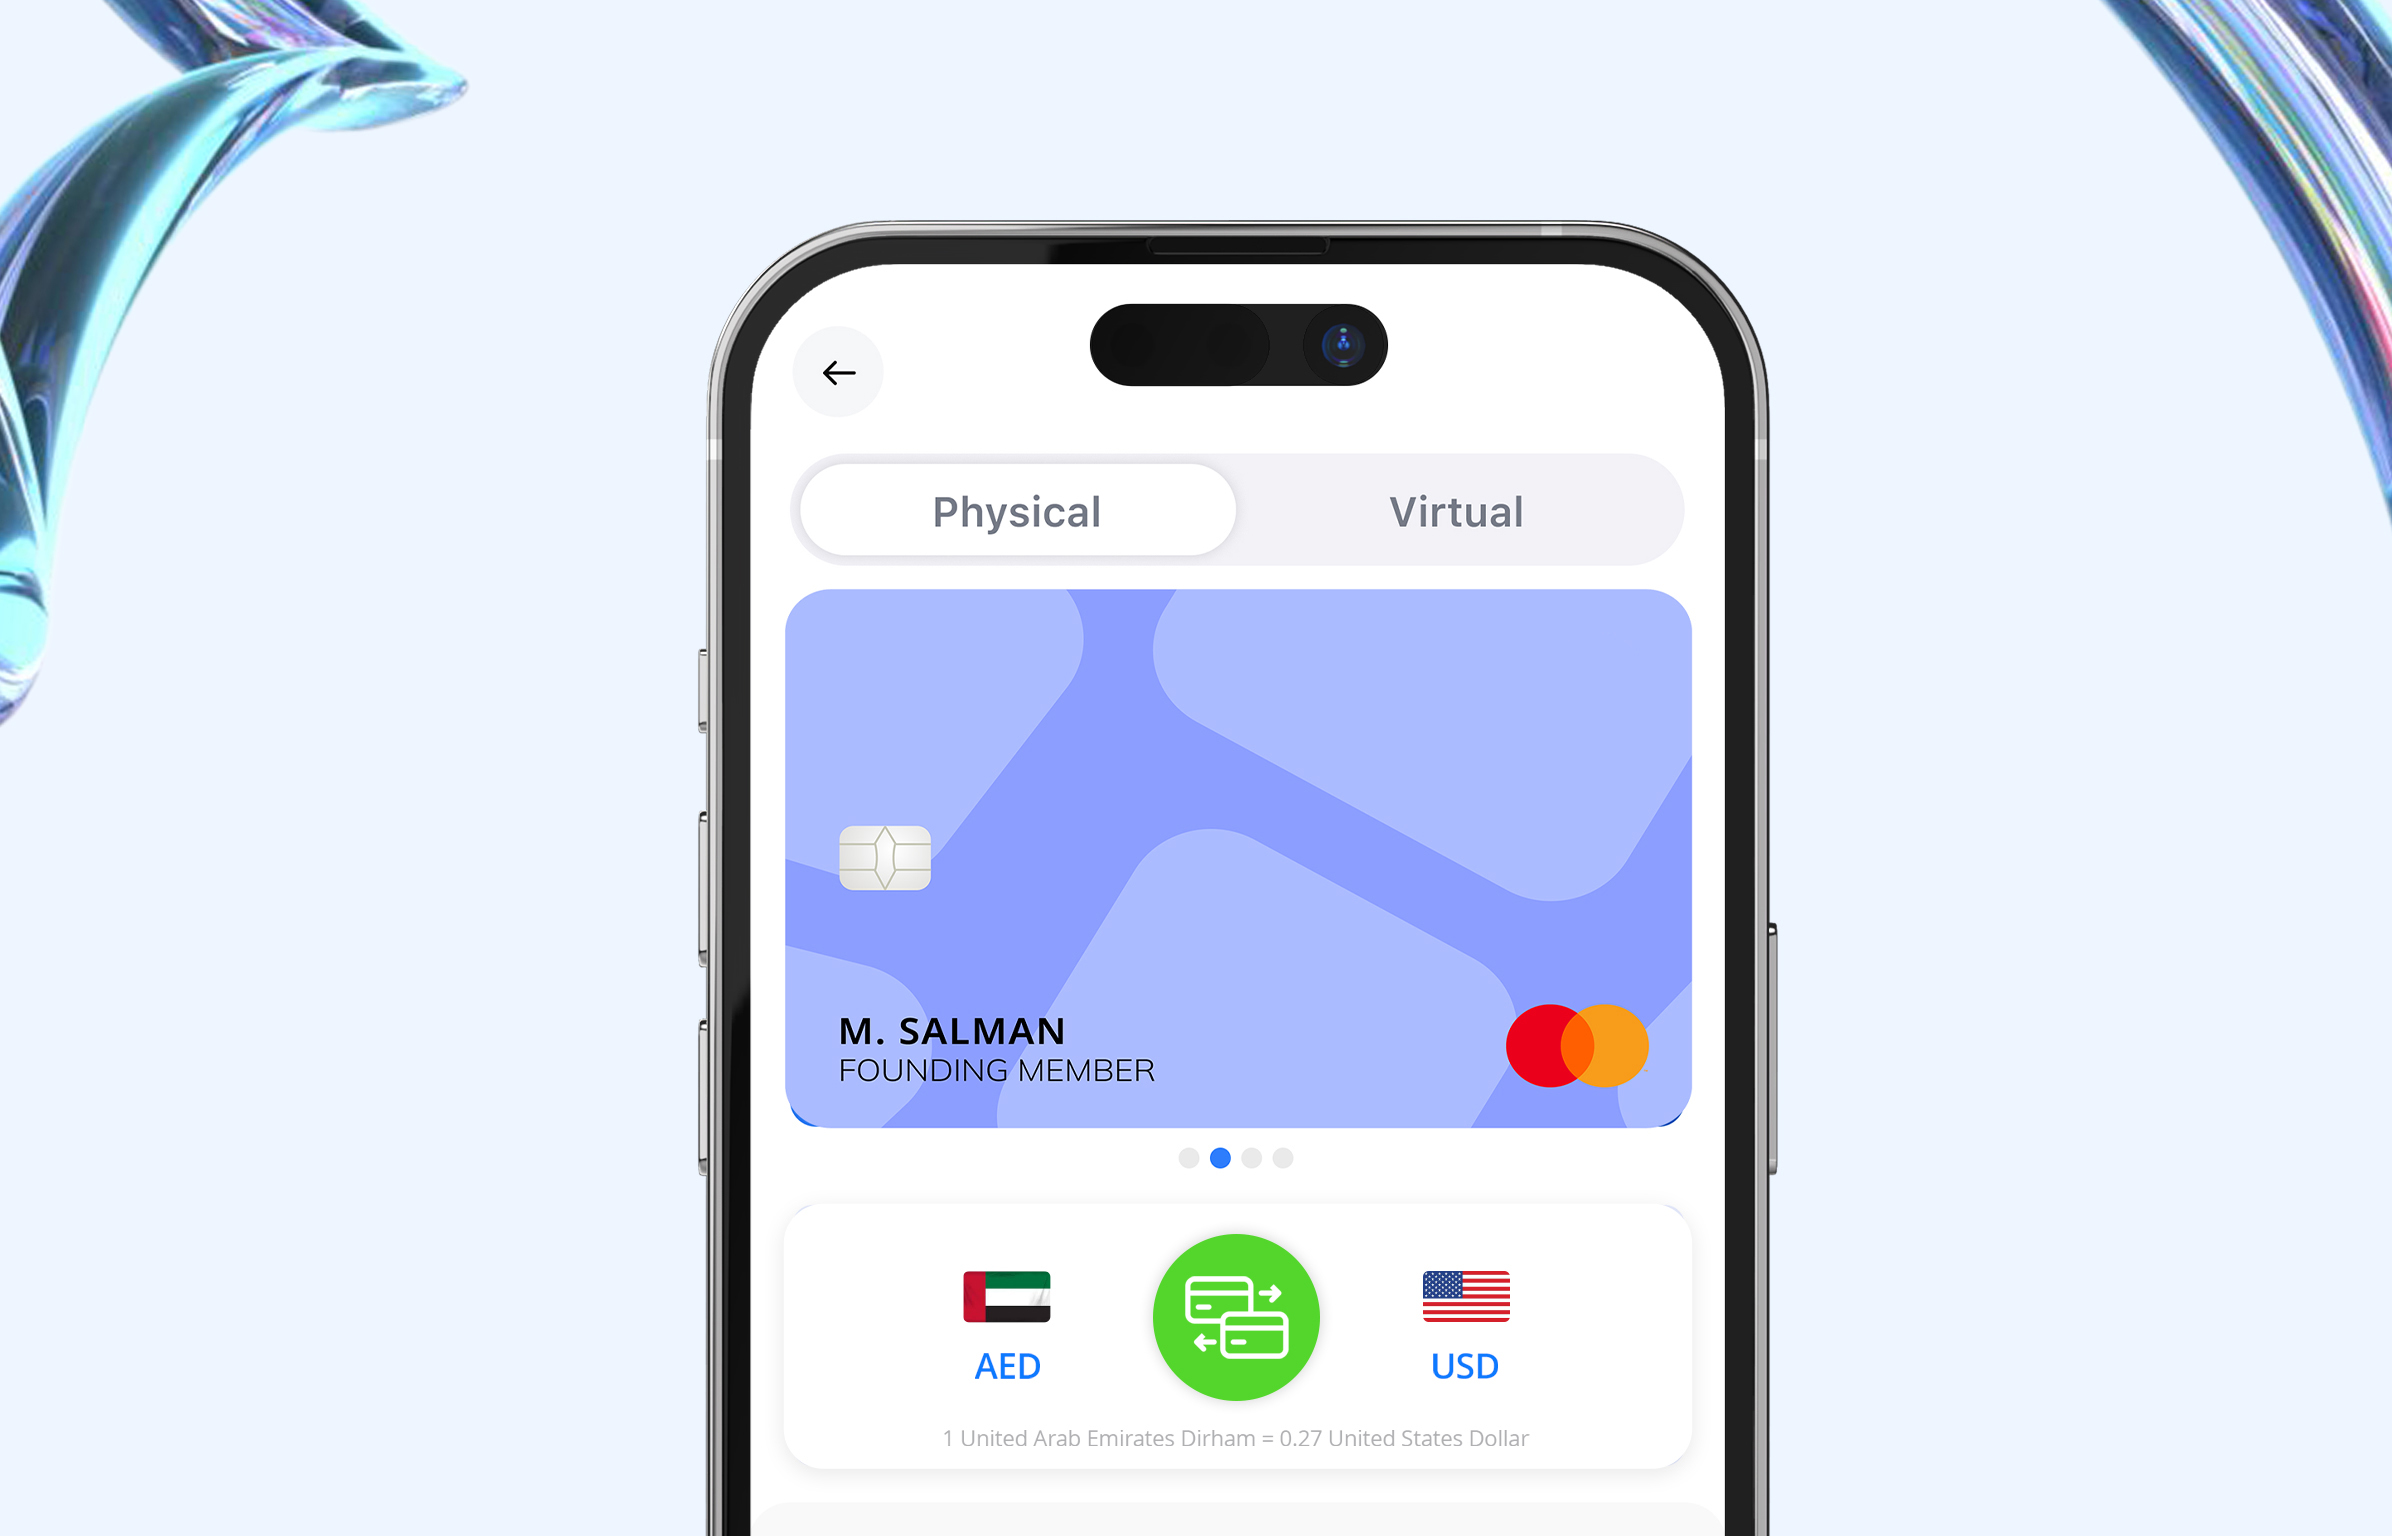 Physical
Virtual
M. SALMAN
FOUNDING MEMBER
AED
USD
1 United Arab Emirates Dirham = 0.27 United States Dollar